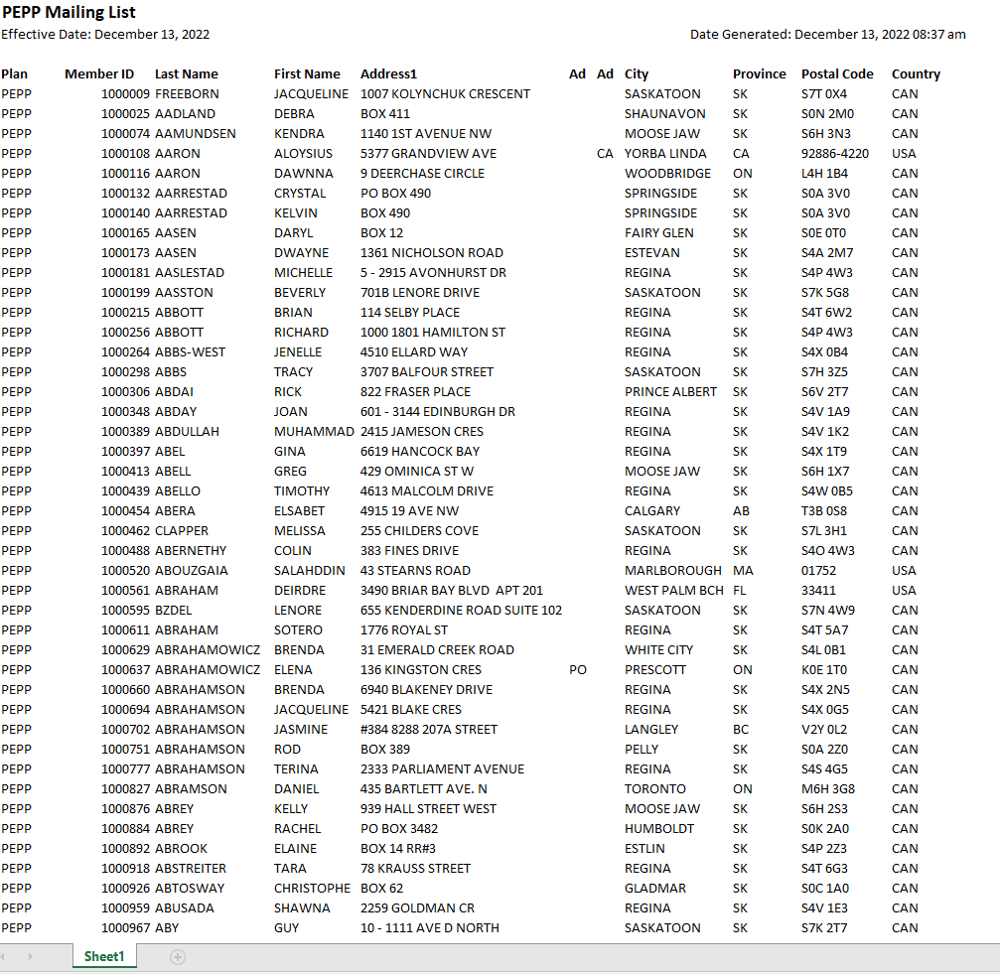 PEPP Mailing List
Effective Date: December 13, 2022 Date Generated: December 13, 2022 08:37 am
Plan Member ID Last Name First Name Address1 Ad Ad City Province Postal Code Country
PEPP 1000009 FREEBORN JACQUELINE 1007 KOLYNCHUK CRESCENT SASKATOON SK S7T 0X4 CAN
PEPP 1000025 AADLAND DEBRA BOX 411 SHAUNAVON SK S0N 2M0 CAN
PEPP 1000074 AAMUNDSEN KENDRA 1140 1ST AVENUE NW MOOSE JAW SK S6H 3N3 CAN
PEPP 1000108 AARON ALOYSIUS 5377 GRANDVIEW AVE CA YORBA LINDA CA 92886-4220 USA
PEPP 1000116 AARON DAWNNA 9 DEERCHASE CIRCLE WOODBRIDGE ON L4H 1B4 CAN
PEPP 1000132 AARRESTAD CRYSTAL PO BOX 490 SPRINGSIDE SK S0A 3V0 CAN
PEPP 1000140 AARRESTAD KELVIN BOX 490 SPRINGSIDE SK S0A 3V0 CAN
PEPP 1000165 AASEN DARYL BOX 12 FAIRY GLEN SK S0E 0T0 CAN
PEPP 1000173 AASEN DWAYNE 1361 NICHOLSON ROAD ESTEVAN SK S4A 2M7 CAN
PEPP 1000181 AASLESTAD MICHELLE 5 - 2915 AVONHURST DR REGINA SK S4P 4W3 CAN
PEPP 1000199 AASSTON BEVERLY 701B LENORE DRIVE SASKATOON SK S7K 5G8 CAN
PEPP 1000215 ABBOTT BRIAN 114 SELBY PLACE REGINA SK S4T 6W2 CAN
PEPP 1000256 ABBOTT RICHARD 1000 1801 HAMILTON ST REGINA SK S4P 4W3 CAN
PEPP 1000264 ABBS-WEST JENELLE 4510 ELLARD WAY REGINA SK S4X 0B4 CAN
PEPP 1000298 ABBS TRACY 3707 BALFOUR STREET SASKATOON SK S7H 3Z5 CAN
PEPP 1000306 ABDAI RICK 822 FRASER PLACE PRINCE ALBERT SK S6V 2T7 CAN
PEPP 1000348 ABDAY JOAN 601 - 3144 EDINBURGH DR REGINA SK S4V 1A9 CAN
PEPP 1000389 ABDULLAH MUHAMMAD 2415 JAMESON CRES REGINA SK S4V 1K2 CAN
PEPP 1000397 ABEL GINA 6619 HANCOCK BAY REGINA SK S4X 1T9 CAN
PEPP 1000413 ABELL GREG 429 OMINICA ST W MOOSE JAW SK S6H 1X7 CAN
PEPP 1000439 ABELLO TIMOTHY 4613 MALCOLM DRIVE REGINA SK S4W 0B5 CAN
PEPP 1000454 ABERA ELSABET 4915 19 AVE NW CALGARY AB T3B 0S8 CAN
PEPP 1000462 CLAPPER MELISSA 255 CHILDERS COVE SASKATOON SK S7L 3H1 CAN
PEPP 1000488 ABERNETHY COLIN 383 FINES DRIVE REGINA SK S4O 4W3 CAN
PEPP 1000520 ABOUZGAIA SALAHDDIN 43 STEARNS ROAD MARLBOROUGH MA 01752 USA
PEPP 1000561 ABRAHAM DEIRDRE 3490 BRIAR BAY BLVD APT 201 WEST PALM BCH FL 33411 USA
PEPP 1000595 BZDEL LENORE 655 KENDERDINE ROAD SUITE 102 SASKATOON SK S7N 4W9 CAN
PEPP 1000611 ABRAHAM SOTERO 1776 ROYAL ST REGINA SK S4T 5A7 CAN
PEPP 1000629 ABRAHAMOWICZ BRENDA 31 EMERALD CREEK ROAD WHITE CITY SK S4L 0B1 CAN
PEPP 1000637 ABRAHAMOWICZ ELENA 136 KINGSTON CRES PO PRESCOTT ON K0E 1T0 CAN
PEPP 1000660 ABRAHAMSON BRENDA 6940 BLAKENEY DRIVE REGINA SK S4X 2N5 CAN
PEPP 1000694 ABRAHAMSON JACQUELINE 5421 BLAKE CRES REGINA SK S4X 0G5 CAN
PEPP 1000702 ABRAHAMSON JASMINE #384 8288 207A STREET LANGLEY BC V2Y 0L2 CAN
PEPP 1000751 ABRAHAMSON ROD BOX 389 PELLY SK S0A 2Z0 CAN
PEPP 1000777 ABRAHAMSON TERINA 2333 PARLIAMENT AVENUE REGINA SK S4S 4G5 CAN
PEPP 1000827 ABRAMSON DANIEL 435 BARTLETT AVE. N TORONTO ON M6H 3G8 CAN
PEPP 1000876 ABREY KELLY 939 HALL STREET WEST MOOSE JAW SK S6H 2S3 CAN
PEPP 1000884 ABREY RACHEL PO BOX 3482 HUMBOLDT SK S0K 2A0 CAN
PEPP 1000892 ABROOK ELAINE BOX 14 RR#3 ESTLIN SK S4P 2Z3 CAN
PEPP 1000918 ABSTREITER TARA 78 KRAUSS STREET REGINA SK S4T 6G3 CAN
PEPP 1000926 ABTOSWAY CHRISTOPHE BOX 62 GLADMAR SK S0C 1A0 CAN
PEPP 1000959 ABUSADA SHAWNA 2259 GOLDMAN CR REGINA SK S4V 1E3 CAN
PEPP 1000967 ABY GUY 10 - 1111 AVE D NORTH SASKATOON SK S7K 2T7 CAN
Sheet1